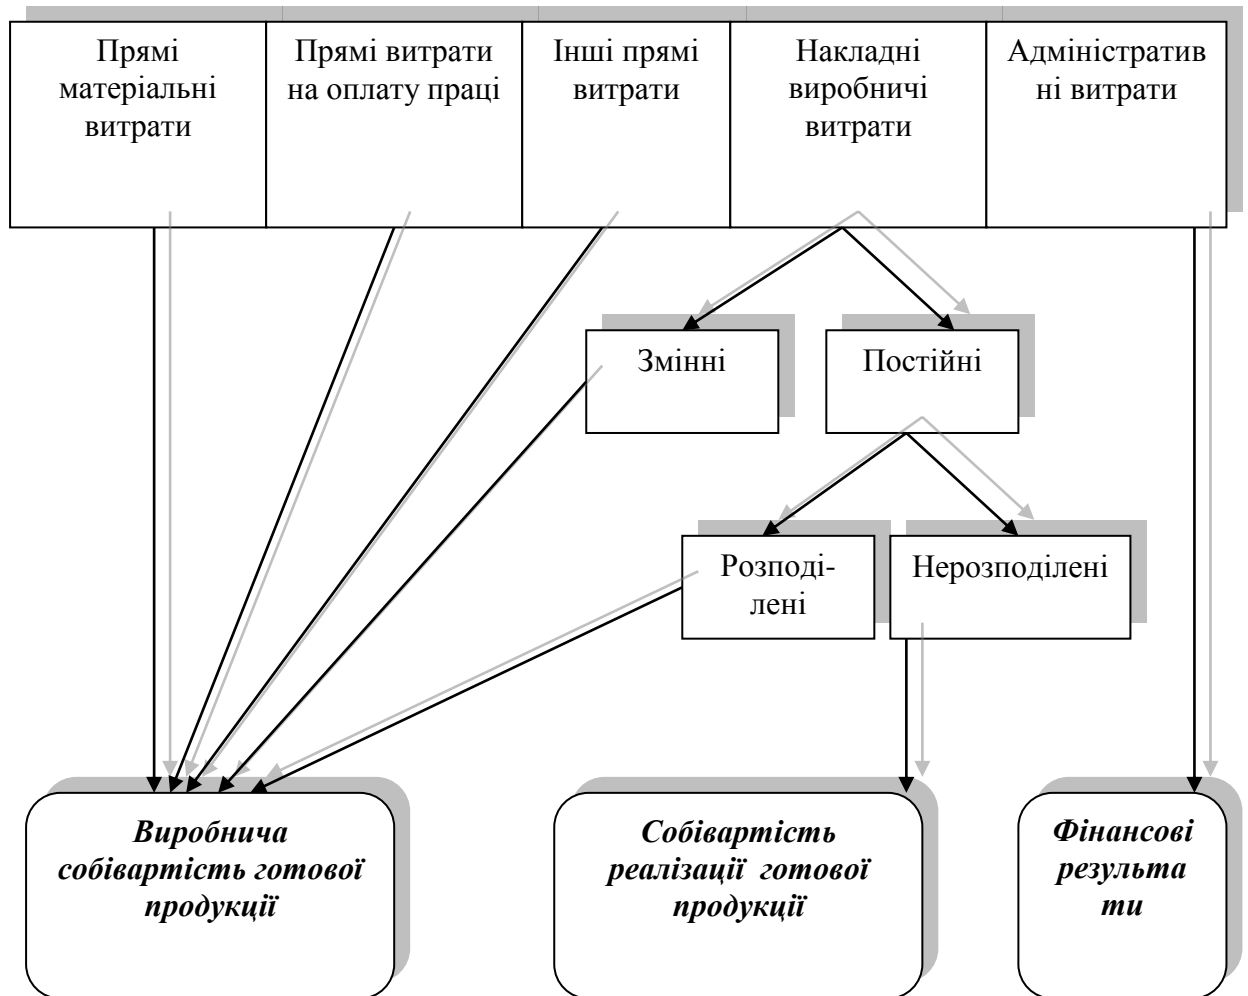 Прямі
матеріальні
витрати
Прямі витрати
на оплату праці
Інші прямі
витрати
Накладні
виробничі
витрати
Адміністратив
ні витрати
Змінні
Постійні
Розподі-
лені
Нерозподілені
Виробнича
собівартість готової
продукції
Собівартість
реалізації готової
продукції
Фінансові
результа
ти